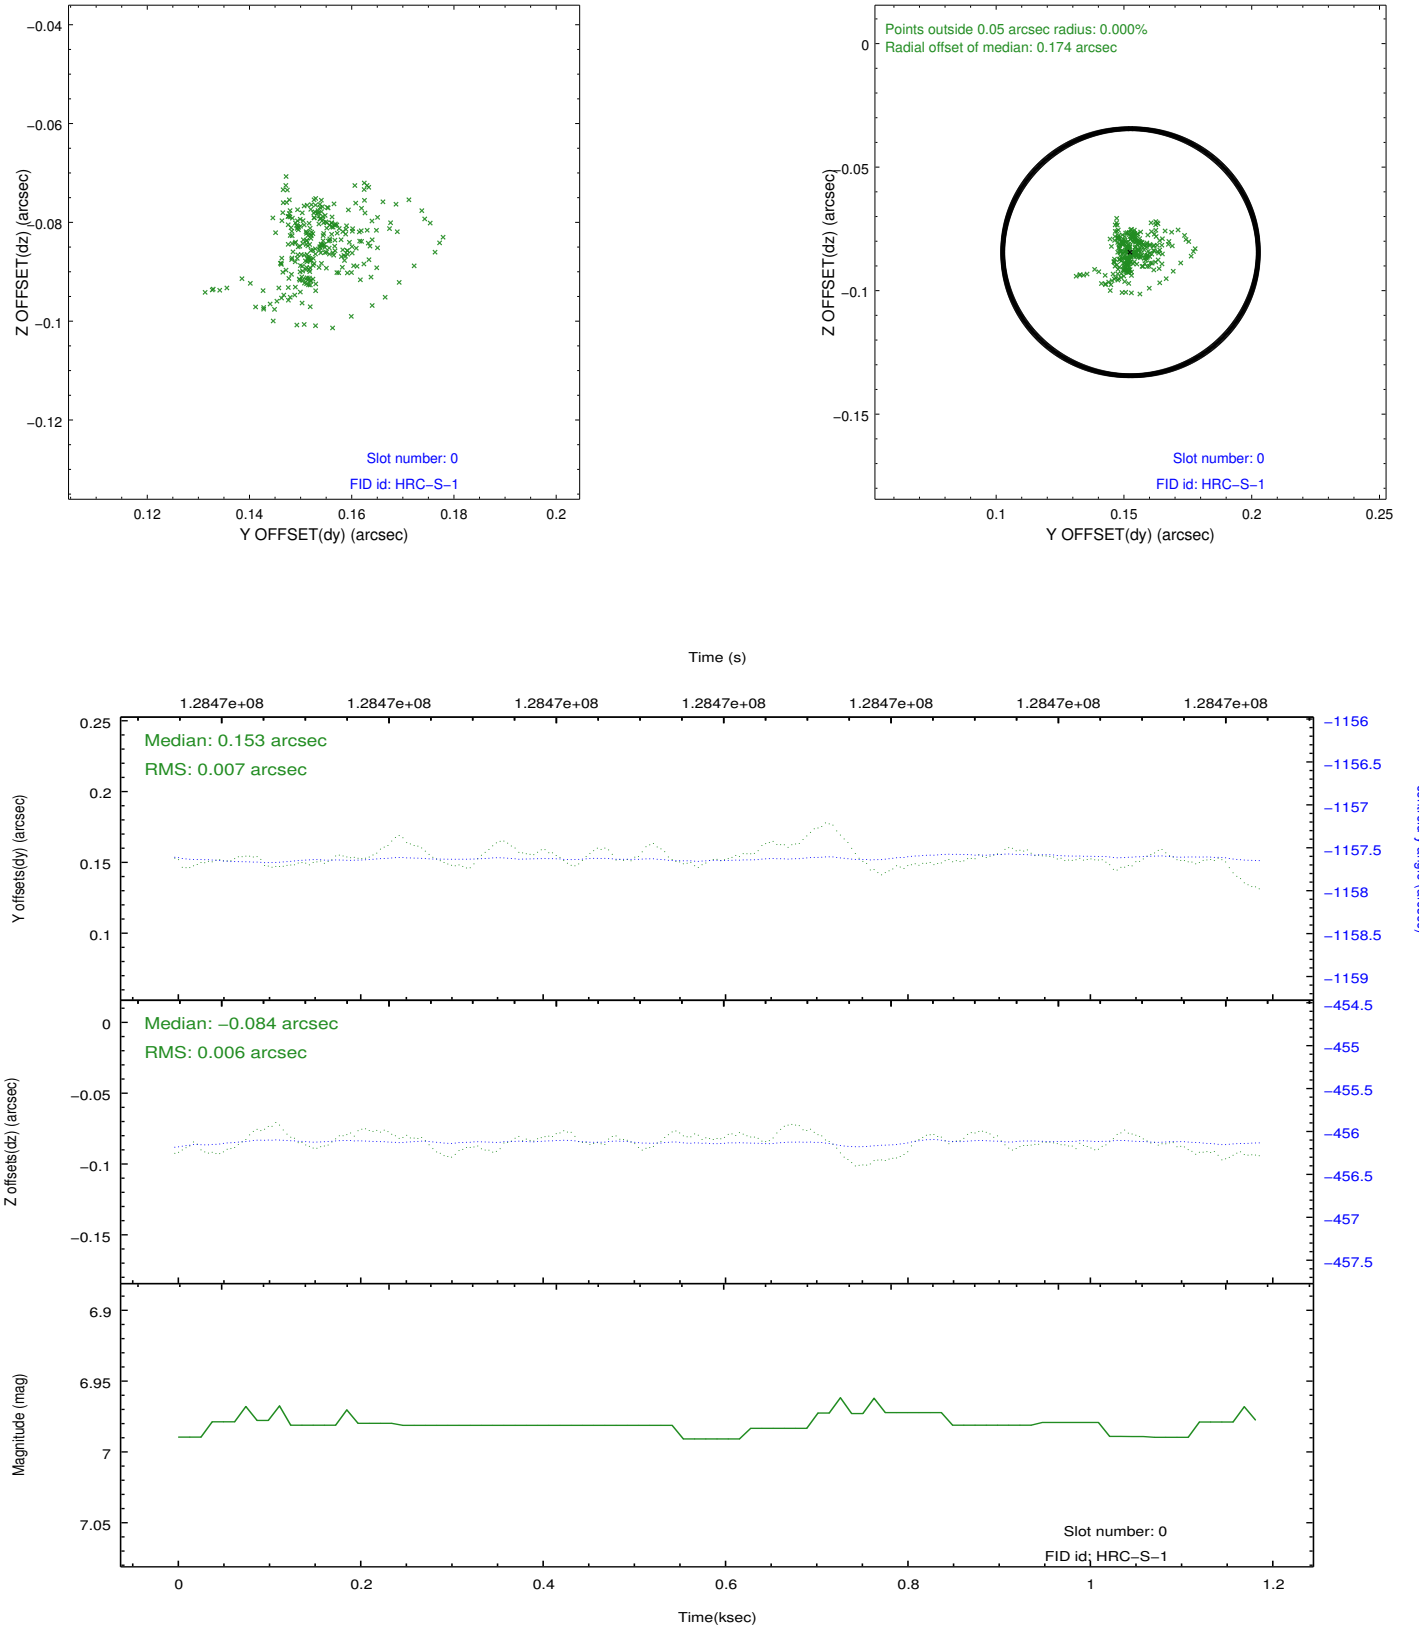 −0.04
−0.06
−0.08
−0.1
−0.12
Z OFFSET(dz) (arcsec)
0.12 0.14 0.16 0.18 0.2
Y OFFSET(dy) (arcsec)
Slot number: 0
FID id: HRC−S−1
Points outside 0.05 arcsec radius: 0.000%
Radial offset of median: 0.174 arcsec
0
−0.05
−0.1
−0.15
Z OFFSET(dz) (arcsec)
Slot number: 0
FID id: HRC−S−1
0.1 0.15 0.2 0.25
Y OFFSET(dy) (arcsec)
Time (s)
1.2847e+08 1.2847e+08 1.2847e+08 1.2847e+08 1.2847e+08 1.2847e+08 1.2847e+08
Median: 0.153 arcsec
RMS: 0.007 arcsec
0.25
0.2
0.15
0.1
Y offsets(dy) (arcsec)
−1156
−1156.5
−1157
−1157.5
−1158
−1158.5
−1159
Median: −0.084 arcsec
RMS: 0.006 arcsec
0
−0.05
−0.1
−0.15
Z offsets(dz) (arcsec)
−454.5
−455
−455.5
−456
−456.5
−457
−457.5
6.9
6.95
7
7.05
Magnitude (mag)
Slot number: 0
FID id: HRC−S−1
0 0.2 0.4 0.6 0.8 1 1.2
Time(ksec)